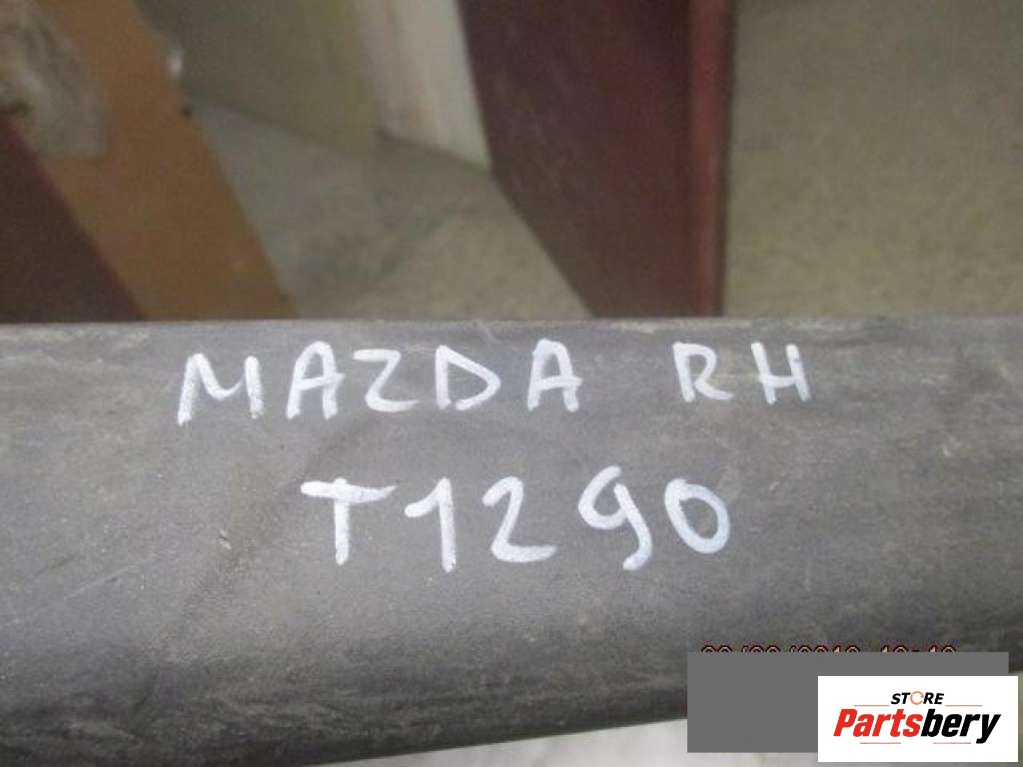 MAZDA RH
T1290
STORE
Partsbery